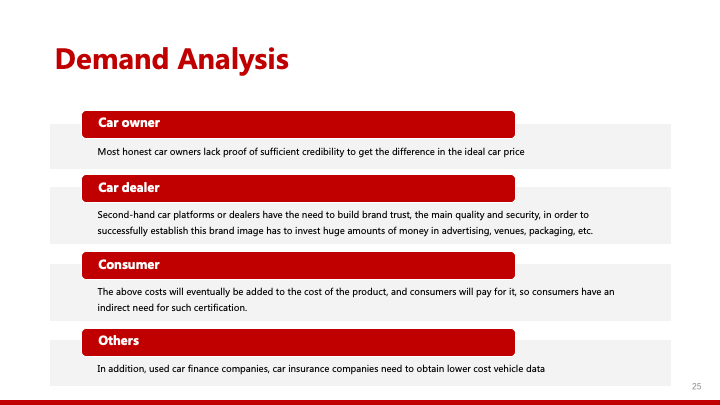 Demand Analysis
Car owner
Most honest car owners lack proof of sufficient credibility to get the difference in the ideal car price
Car dealer
Second-hand car platforms or dealers have the need to build brand trust, the main quality and security, in order to
successfully establish this brand image has to invest huge amounts of money in advertising, venues, packaging, etc.
Consumer
The above costs will eventually be added to the cost of the product, and consumers will pay for it, so consumers have an
indirect need for such certification.
Others
In addition, used car finance companies, car insurance companies need to obtain lower cost vehicle data
25